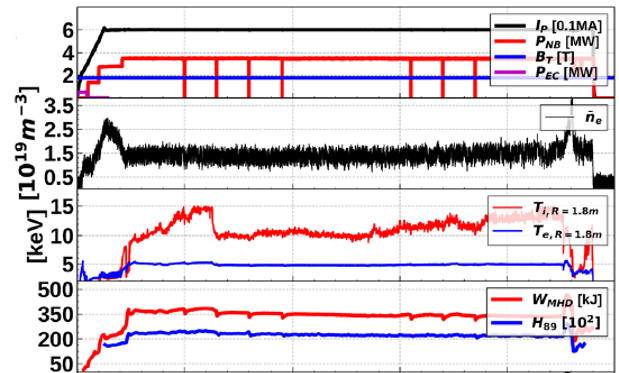 6
4
2
I_P [0.1MA]
P_NB [MW]
B_T [T]
P_EC [MW]
[10^19 m^−3]
3.5
2.5
1.5
0.5
n̄_e
[keV]
15
10
5
T_i, R = 1.8m
T_e, R = 1.8m
500
350
200
50
W_MHD [kJ]
H_89 [10^2]